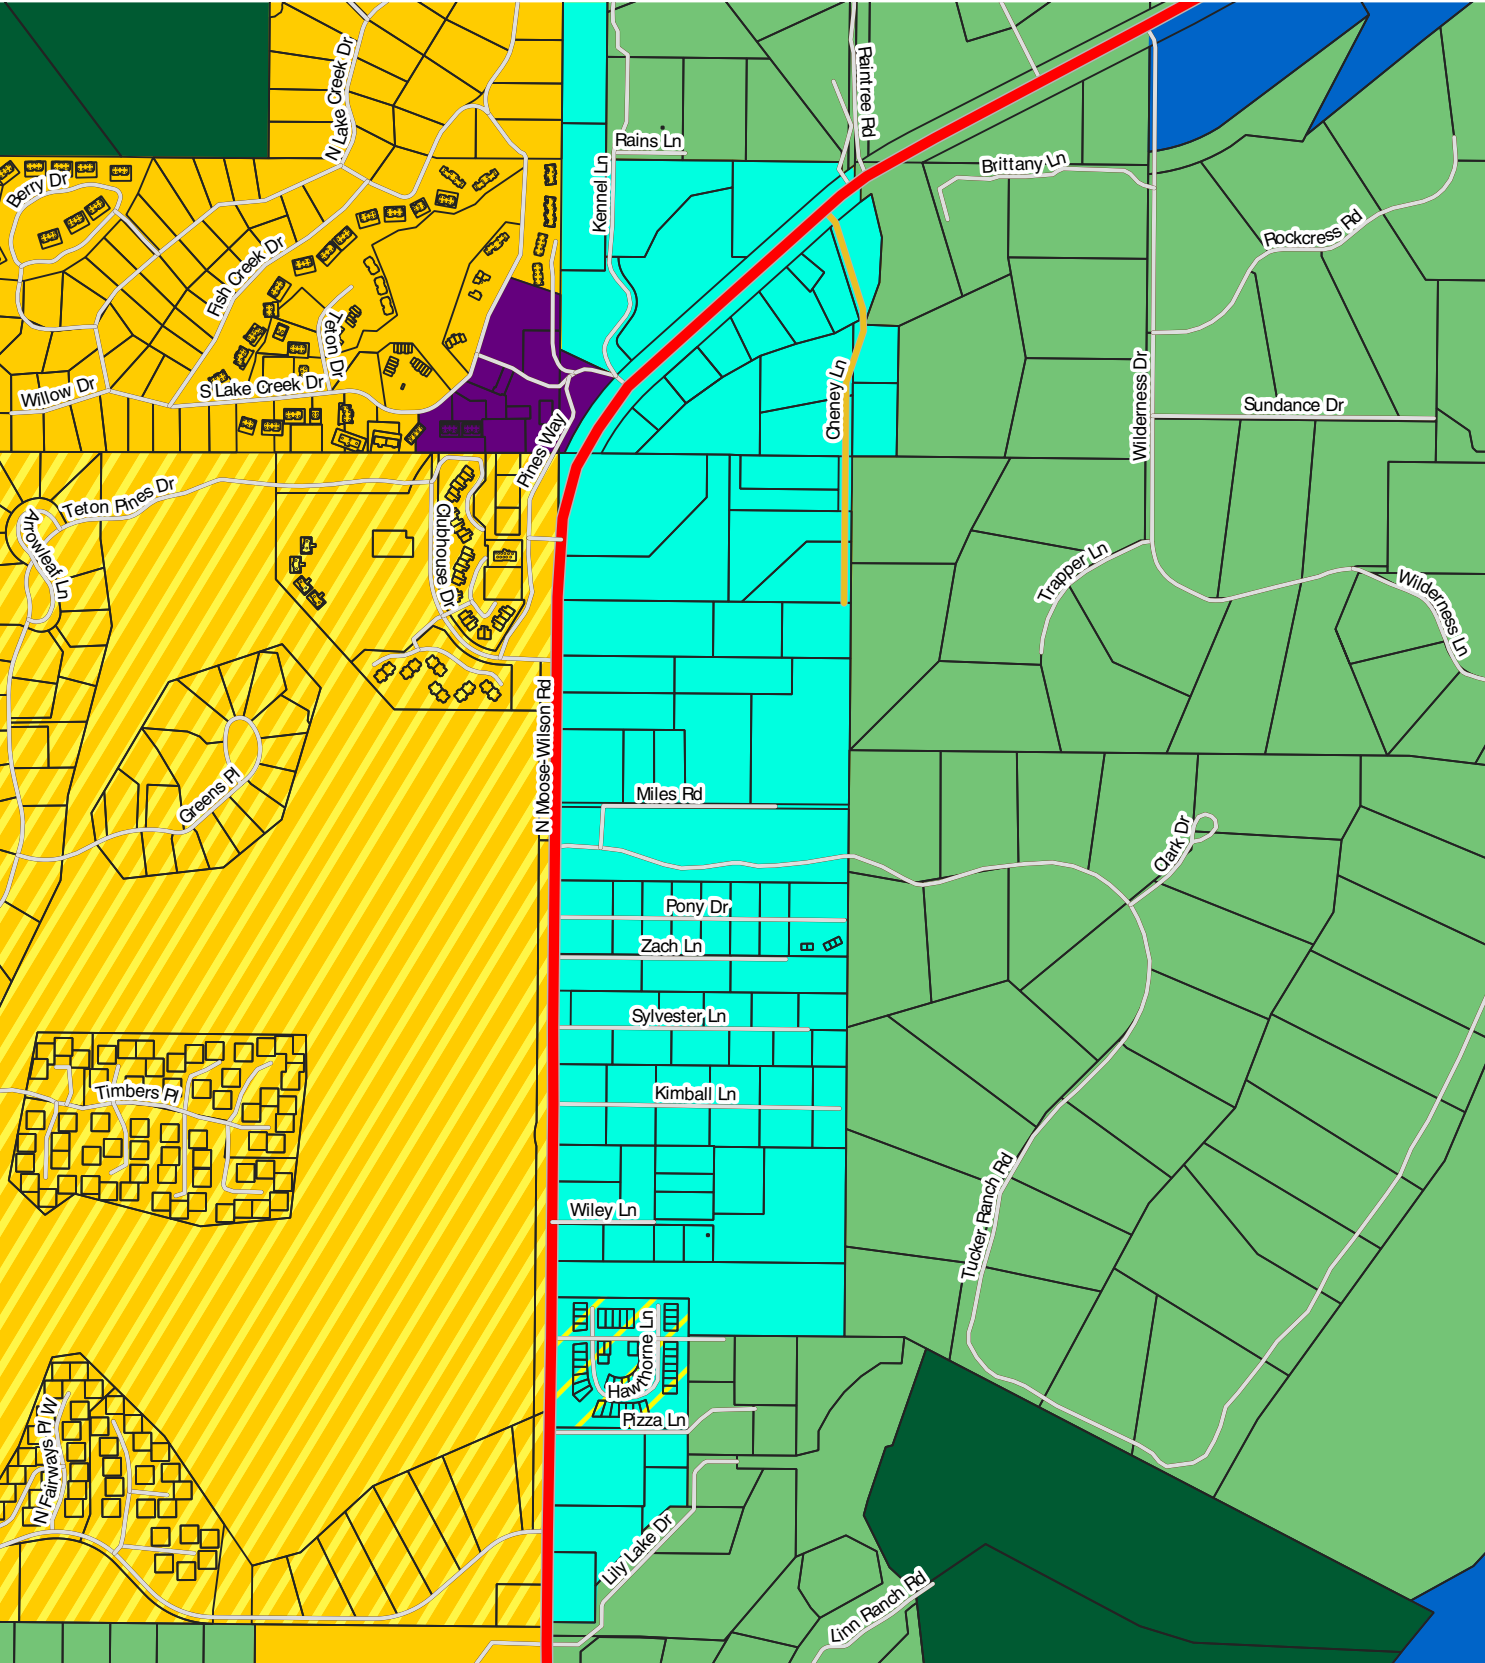 N Lake Creek Dr
Raintree Rd
Rains Ln
Brittany Ln
Berry Dr
Kennel Ln
Rockcress Rd
Fish Creek Dr
Teton Dr
Willow Dr
S Lake Creek Dr
Cheney Ln
Wilderness Dr
Sundance Dr
Pines Way
Teton Pines Dr
Arrowleaf Ln
Clubhouse Dr
Trapper Ln
Wilderness Ln
N Moose-Wilson Rd
Greens Pl
Miles Rd
Clark Dr
Pony Dr
Zach Ln
Sylvester Ln
Timbers Pl
Kimball Ln
Wiley Ln
Tucker Ranch Rd
Hawthorne Ln
Pizza Ln
N Fairways Pl W
Lily Lake Dr
Linn Ranch Rd